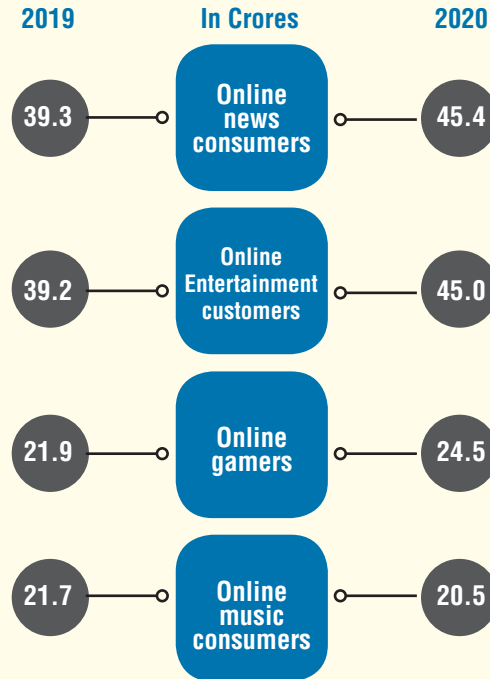 2019 In Crores 2020
39.3
Online
news
consumers
45.4
39.2
Online
Entertainment
customers
45.0
21.9
Online
gamers
24.5
21.7
Online
music
consumers
20.5